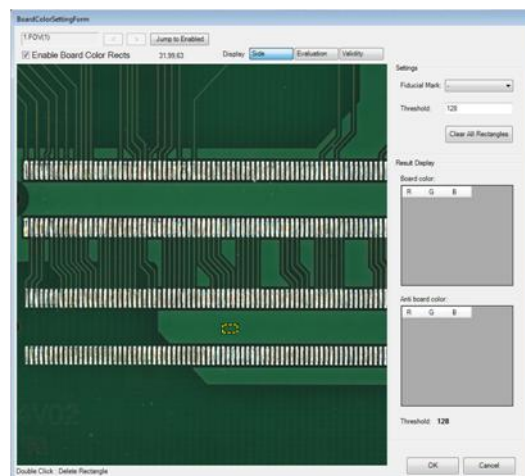 BoardColorSettingForm
1.FOV(1)
<
>
Jump to Enabled
Enable Board Color Rects
31,99,63
Display
Side
Evaluation
Validity
Settings
Fiducial Mark:
-
Threshold:
128
Clear All Rectangles
Result Display
Board color:
R G B
Anti board color:
R G B
Threshold: 128
OK
Cancel
Double Click : Delete Rectangle